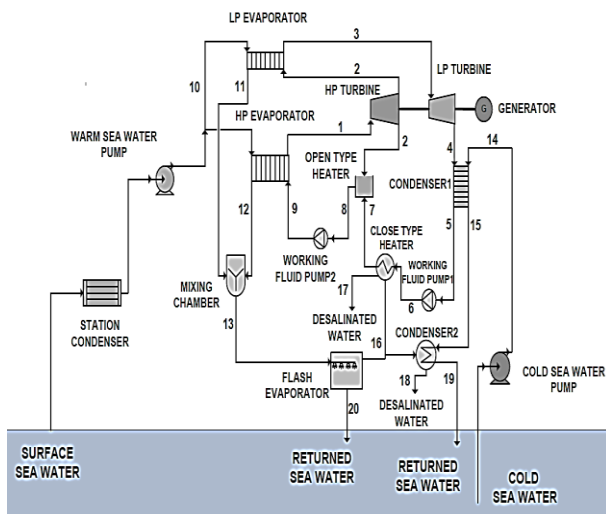 LP EVAPORATOR
3
LP TURBINE
10
11
2
HP TURBINE
HP EVAPORATOR
G
GENERATOR
1
14
WARM SEA WATER
PUMP
2
4
OPEN TYPE
HEATER
CONDENSER1
12
9
8
7
5
15
CLOSE TYPE
HEATER
WORKING
FLUID PUMP2
WORKING
FLUID PUMP1
MIXING
CHAMBER
17
6
STATION
CONDENSER
13
DESALINATED
WATER
16
CONDENSER2
FLASH
EVAPORATOR
18
19
COLD SEA WATER
PUMP
20
DESALINATED
WATER
SURFACE
SEA WATER
RETURNED
SEA WATER
RETURNED
SEA WATER
COLD
SEA WATER